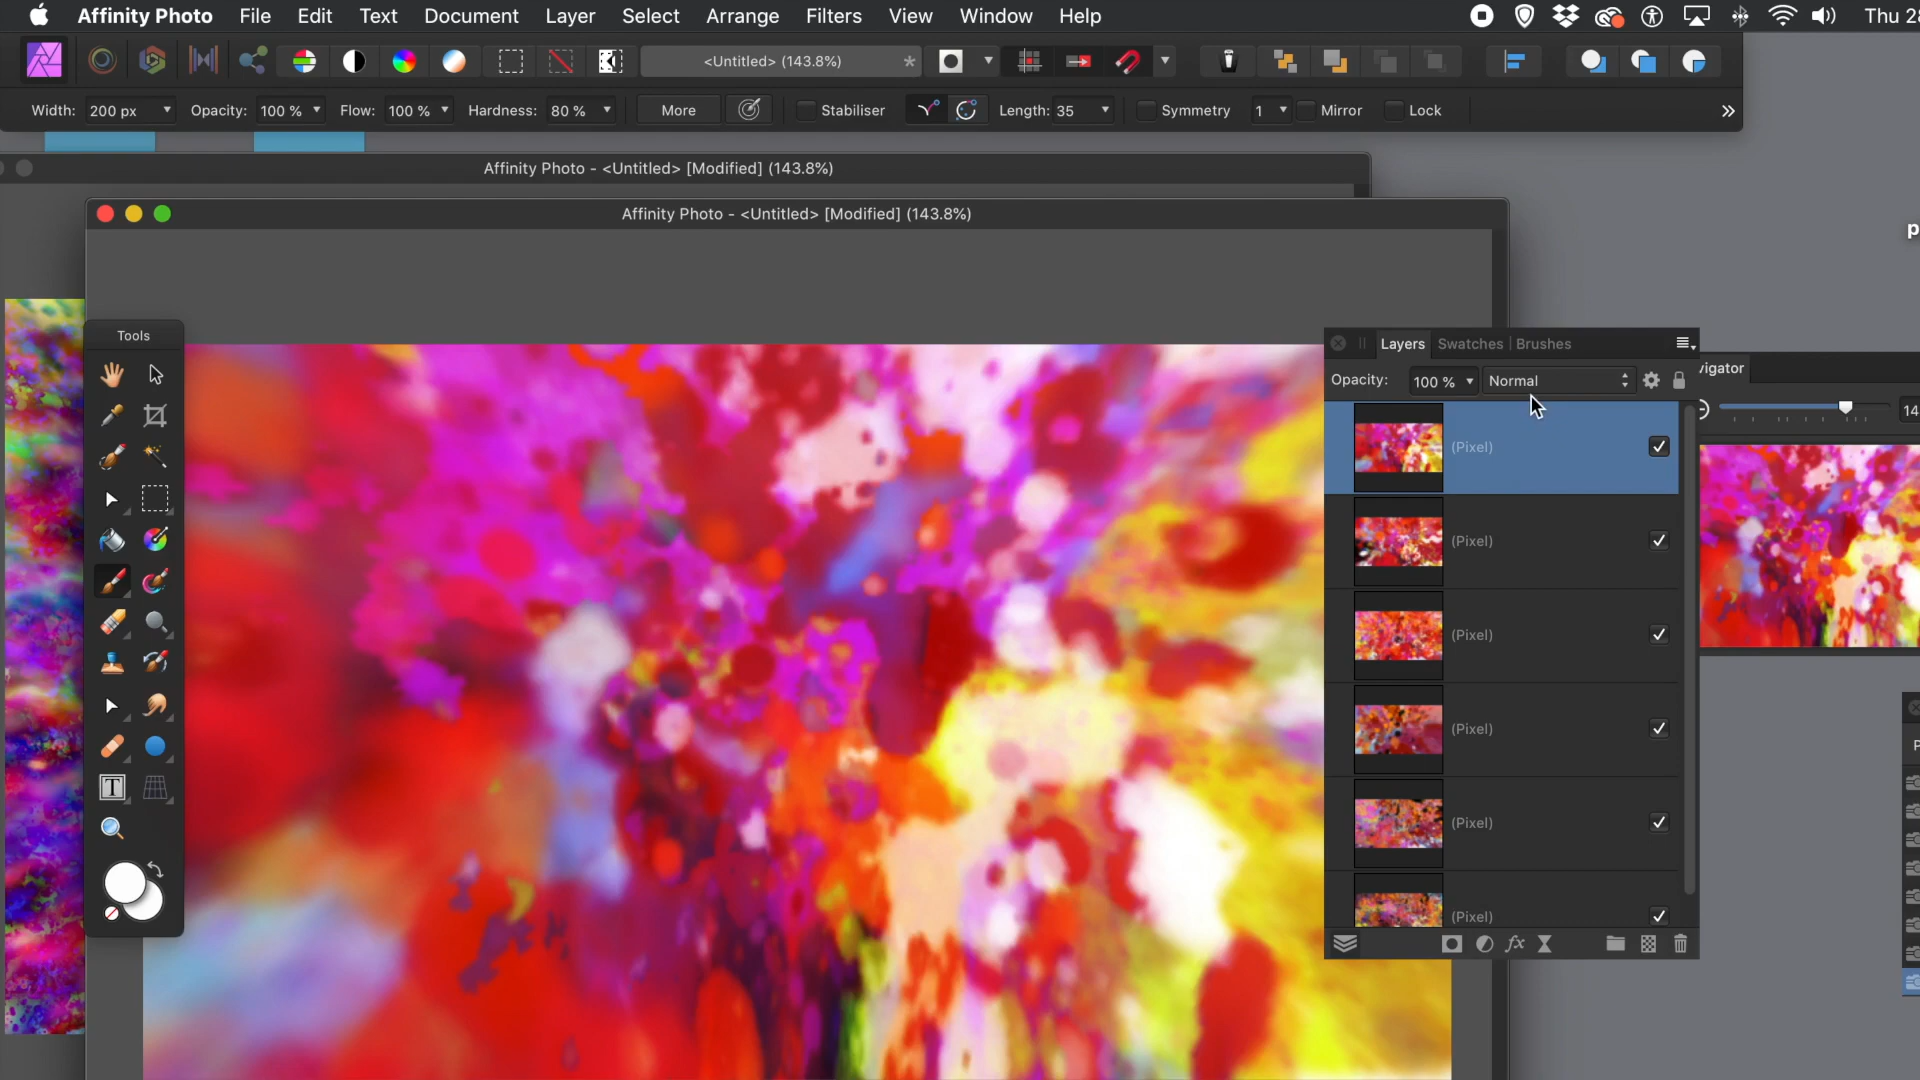 Affinity Photo File Edit Text Document Layer Select Arrange Filters View Window Help Thu 28
<Untitled> (143.8%) *
Width: 200 px Opacity: 100 % Flow: 100 % Hardness: 80 % More Stabiliser Length: 35 Symmetry 1 Mirror Lock
Affinity Photo - <Untitled> [Modified] (143.8%)
Affinity Photo - <Untitled> [Modified] (143.8%)
p
Tools
Layers Swatches Brushes
vigator
Opacity: 100 % Normal
14
(Pixel)
(Pixel)
(Pixel)
(Pixel)
(Pixel)
(Pixel)
fx
T